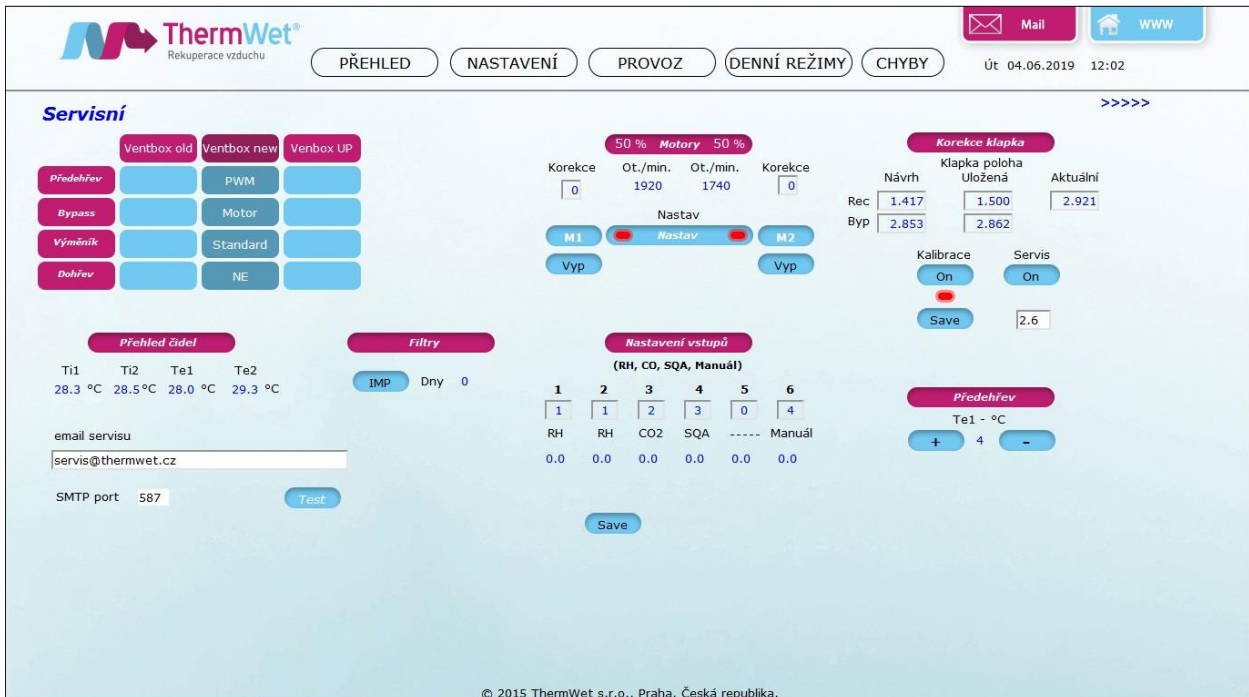 ThermWet®
Rekuperace vzduchu
PŘEHLED NASTAVENÍ PROVOZ DENNÍ REŽIMY CHYBY
Mail WWW
Út 04.06.2019 12:02
>>>>>
Servisní
Ventbox old Ventbox new Venbox UP
Předehřev PWM
Bypass Motor
Výměník Standard
Dohřev NE
50 % Motory 50 %
Korekce Ot./min. Ot./min. Korekce
0 1920 1740 0
Nastav
M1 Nastav M2
Vyp Vyp
Korekce klapka
Klapka poloha
Návrh Uložená Aktuální
Rec 1.417 1.500 2.921
Byp 2.853 2.862
Kalibrace Servis
On On
Save 2.6
Přehled čidel
Ti1 Ti2 Te1 Te2
28.3 °C 28.5°C 28.0 °C 29.3 °C
Filtry
IMP Dny 0
email servisu
servis@thermwet.cz
SMTP port 587 Test
Nastavení vstupů
(RH, CO, SQA, Manuál)
1 2 3 4 5 6
1 1 2 3 0 4
RH RH CO2 SQA ----- Manuál
0.0 0.0 0.0 0.0 0.0 0.0
Save
Předehřev
Te1 - °C
+ 4 -
© 2015 ThermWet s.r.o., Praha, Česká republika.